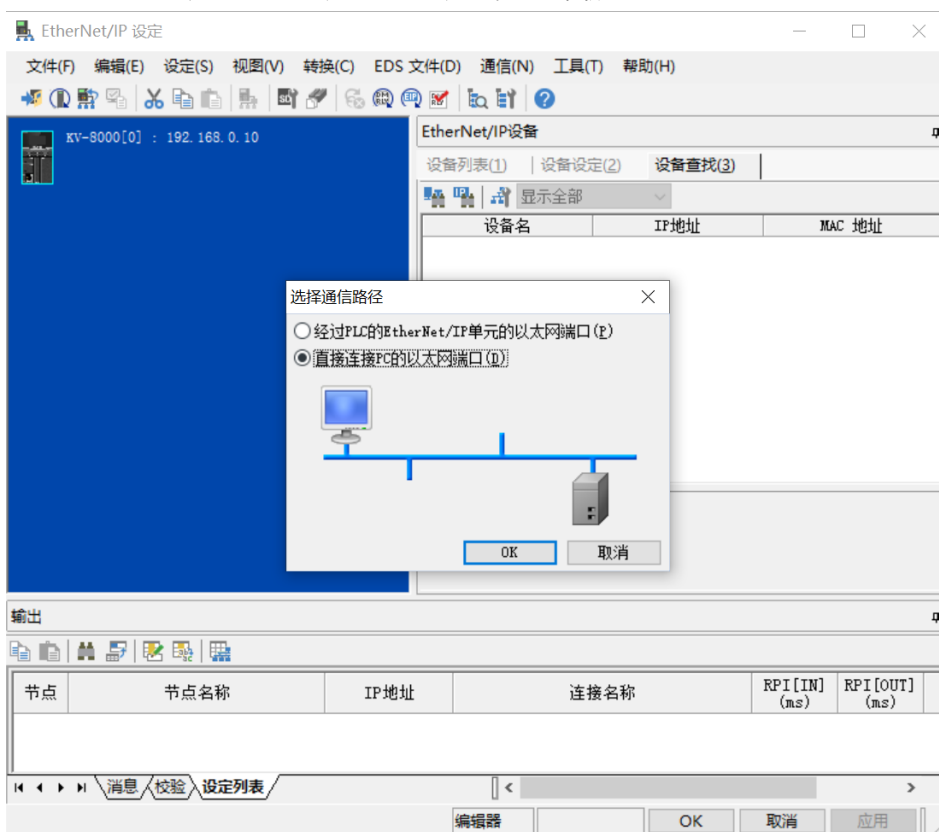 EtherNet/IP 设定
文件(F) 编辑(E) 设定(S) 视图(V) 转换(C) EDS 文件(D) 通信(N) 工具(T) 帮助(H)
KV-8000[0] : 192.168.0.10
EtherNet/IP设备
设备列表(1) 设备设定(2) 设备查找(3)
显示全部
设备名 IP地址 MAC 地址
选择通信路径
经过PLC的EtherNet/IP单元的以太网端口(P)
直接连接PC的以太网端口(D)
OK 取消
输出
节点 节点名称 IP地址 连接名称 RPI[IN] (ms) RPI[OUT] (ms)
消息 校验 设定列表
编辑器 OK 取消 应用